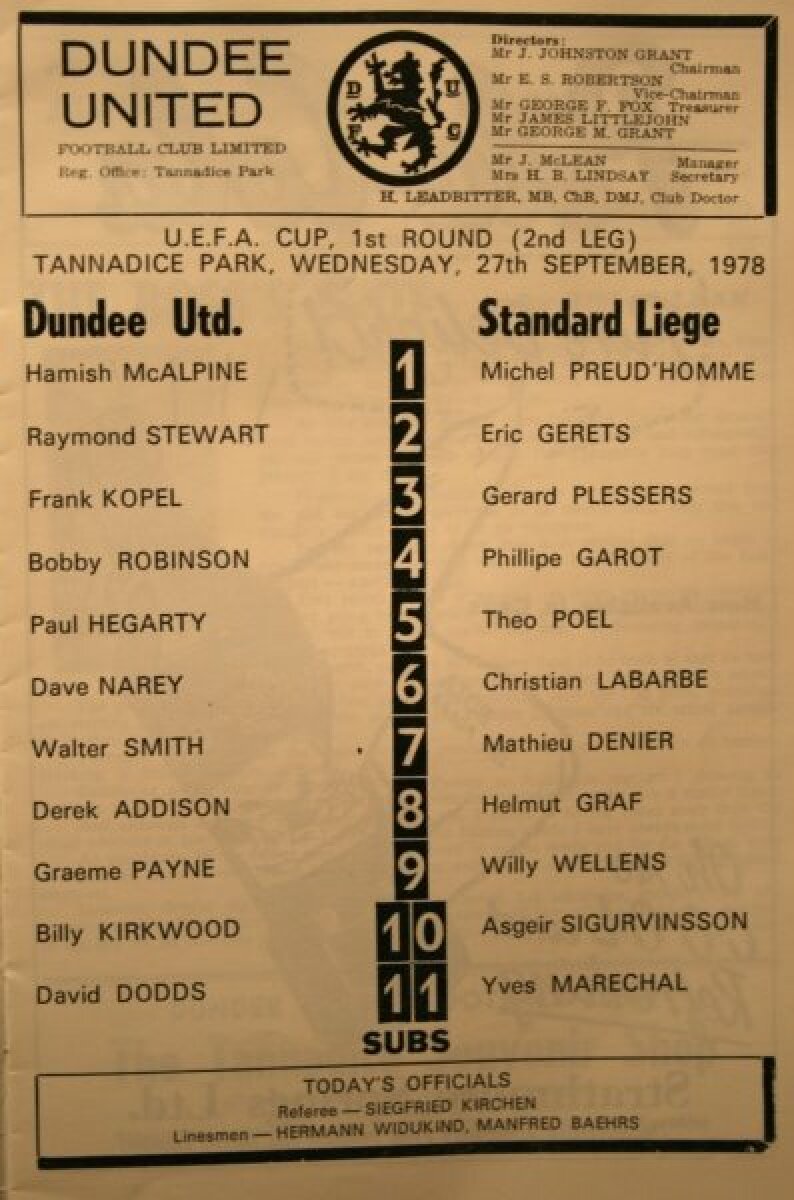 DUNDEE
UNITED
FOOTBALL CLUB LIMITED
Reg. Office: Tannadice Park
D U
F C
Directors:
Mr J. JOHNSTON GRANT
Chairman
Mr E. S. ROBERTSON
Vice-Chairman
Mr GEORGE F. FOX Treasurer
Mr JAMES LITTLEJOHN
Mr GEORGE M. GRANT
Mr J. McLEAN Manager
Mrs H. B. LINDSAY Secretary
H. LEADBITTER, MB, ChB, DMJ, Club Doctor
U.E.F.A. CUP, 1st ROUND (2nd LEG)
TANNADICE PARK, WEDNESDAY, 27th SEPTEMBER, 1978
Dundee Utd. Standard Liege
Hamish McALPINE 1 Michel PREUD'HOMME
Raymond STEWART 2 Eric GERETS
Frank KOPEL 3 Gerard PLESSERS
Bobby ROBINSON 4 Phillipe GAROT
Paul HEGARTY 5 Theo POEL
Dave NAREY 6 Christian LABARBE
Walter SMITH 7 Mathieu DENIER
Derek ADDISON 8 Helmut GRAF
Graeme PAYNE 9 Willy WELLENS
Billy KIRKWOOD 10 Asgeir SIGURVINSSON
David DODDS 11 Yves MARECHAL
SUBS
TODAY'S OFFICIALS
Referee — SIEGFRIED KIRCHEN
Linesmen — HERMANN WIDUKIND, MANFRED BAEHRS